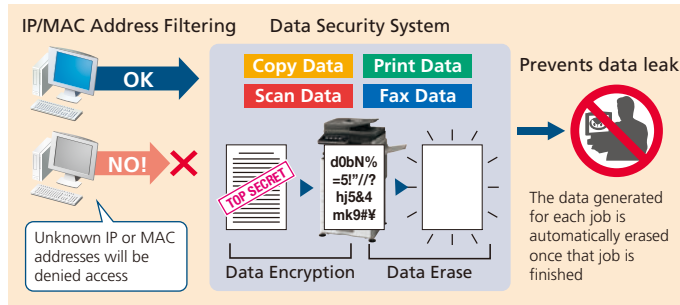 IP/MAC Address Filtering
Data Security System
OK
NO!
Unknown IP or MAC
addresses will be
denied access
Copy Data
Print Data
Scan Data
Fax Data
TOP SECRET
d0bN%
=5!"//?
hj5&4
mk9#¥
Data Encryption
Data Erase
Prevents data leak
The data generated
for each job is
automatically erased
once that job is
finished